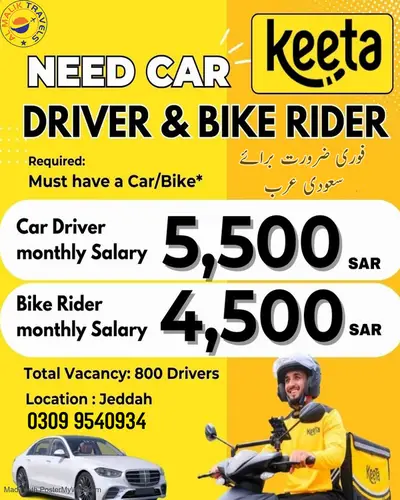 AL MALIK TRAVELS
keeta
NEED CAR
DRIVER & BIKE RIDER
Required:
Must have a Car/Bike*
فوری ضرورت برائے
سعودی عرب
Car Driver
monthly Salary
5,500 SAR
Bike Rider
monthly Salary
4,500 SAR
Total Vacancy: 800 Drivers
Location : Jeddah
0309 9540934
Keeta
Keeta